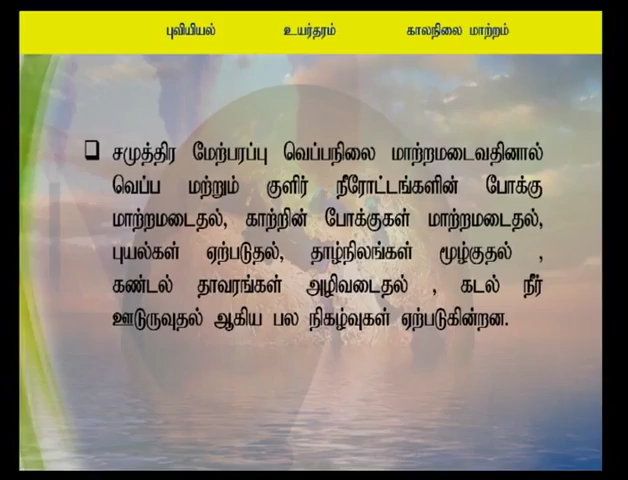 புவியியல் உயர்தரம் காலநிலை மாற்றம்
❑ சமுத்திர மேற்பரப்பு வெப்பநிலை மாற்றமடைவதினால்
வெப்ப மற்றும் குளிர் நீரோட்டங்களின் போக்கு
மாற்றமடைதல், காற்றின் போக்குகள் மாற்றமடைதல்,
புயல்கள் ஏற்படுதல், தாழ்நிலங்கள் மூழ்குதல் ,
கண்டல் தாவரங்கள் அழிவடைதல் , கடல் நீர்
ஊடுருவுதல் ஆகிய பல நிகழ்வுகள் ஏற்படுகின்றன.